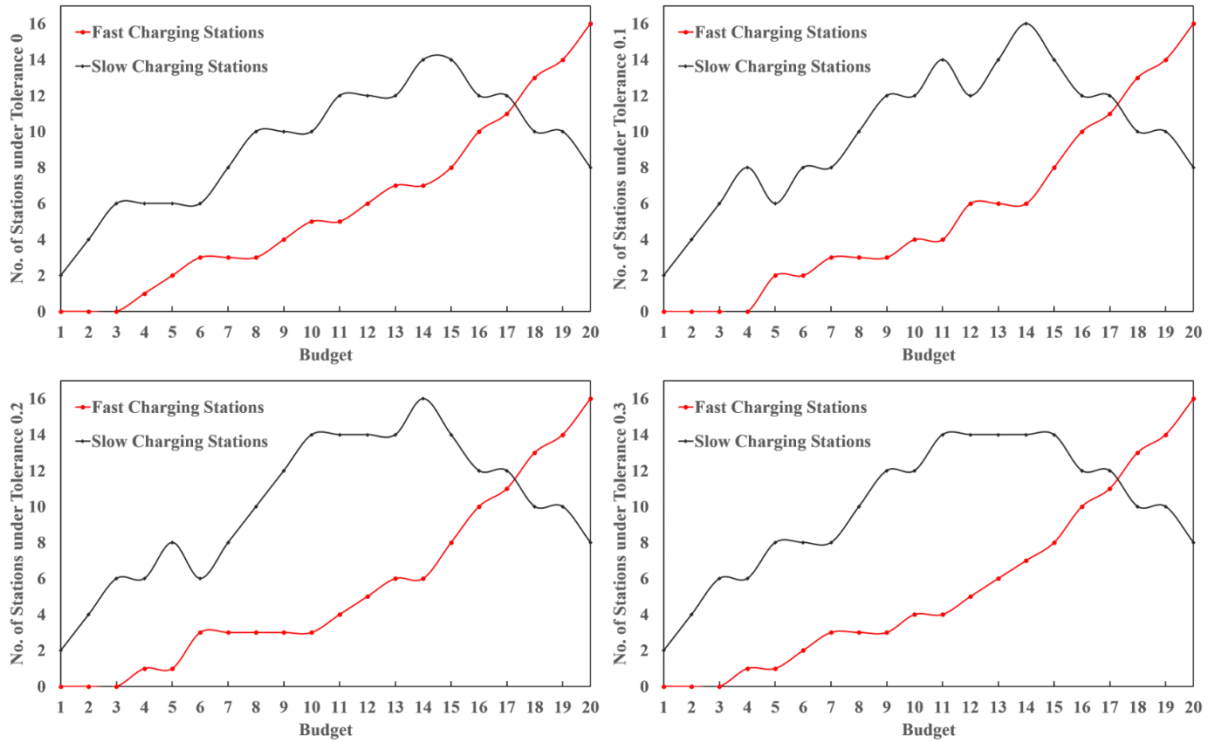 No. of Stations under Tolerance 0
16
14
12
10
8
6
4
2
0
Fast Charging Stations
Slow Charging Stations
1 2 3 4 5 6 7 8 9 10 11 12 13 14 15 16 17 18 19 20
Budget
No. of Stations under Tolerance 0.1
16
14
12
10
8
6
4
2
0
Fast Charging Stations
Slow Charging Stations
1 2 3 4 5 6 7 8 9 10 11 12 13 14 15 16 17 18 19 20
Budget
No. of Stations under Tolerance 0.2
16
14
12
10
8
6
4
2
0
Fast Charging Stations
Slow Charging Stations
1 2 3 4 5 6 7 8 9 10 11 12 13 14 15 16 17 18 19 20
Budget
No. of Stations under Tolerance 0.3
16
14
12
10
8
6
4
2
0
Fast Charging Stations
Slow Charging Stations
1 2 3 4 5 6 7 8 9 10 11 12 13 14 15 16 17 18 19 20
Budget